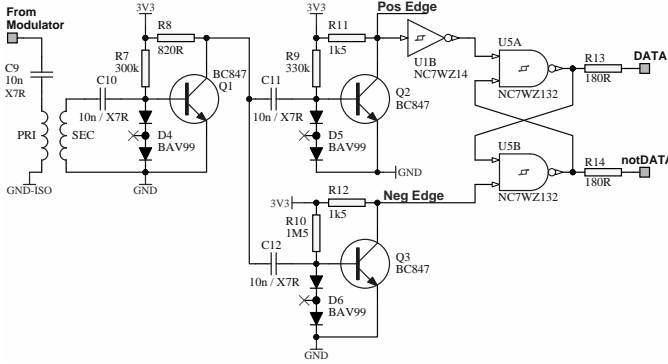 From
Modulator
C9
10n
X7R
PRI
SEC
GND-ISO
C10
10n / X7R
3V3
R8
820R
R7
300k
BC847
Q1
D4
BAV99
GND
3V3
R11
1k5
Pos Edge
R9
330k
C11
10n / X7R
Q2
BC847
D5
BAV99
GND
U1B
NC7WZ14
U5A
NC7WZ132
R13
180R
DATA
U5B
NC7WZ132
R14
180R
notDATA
3V3
R12
1k5
Neg Edge
R10
1M5
C12
10n / X7R
Q3
BC847
D6
BAV99
GND